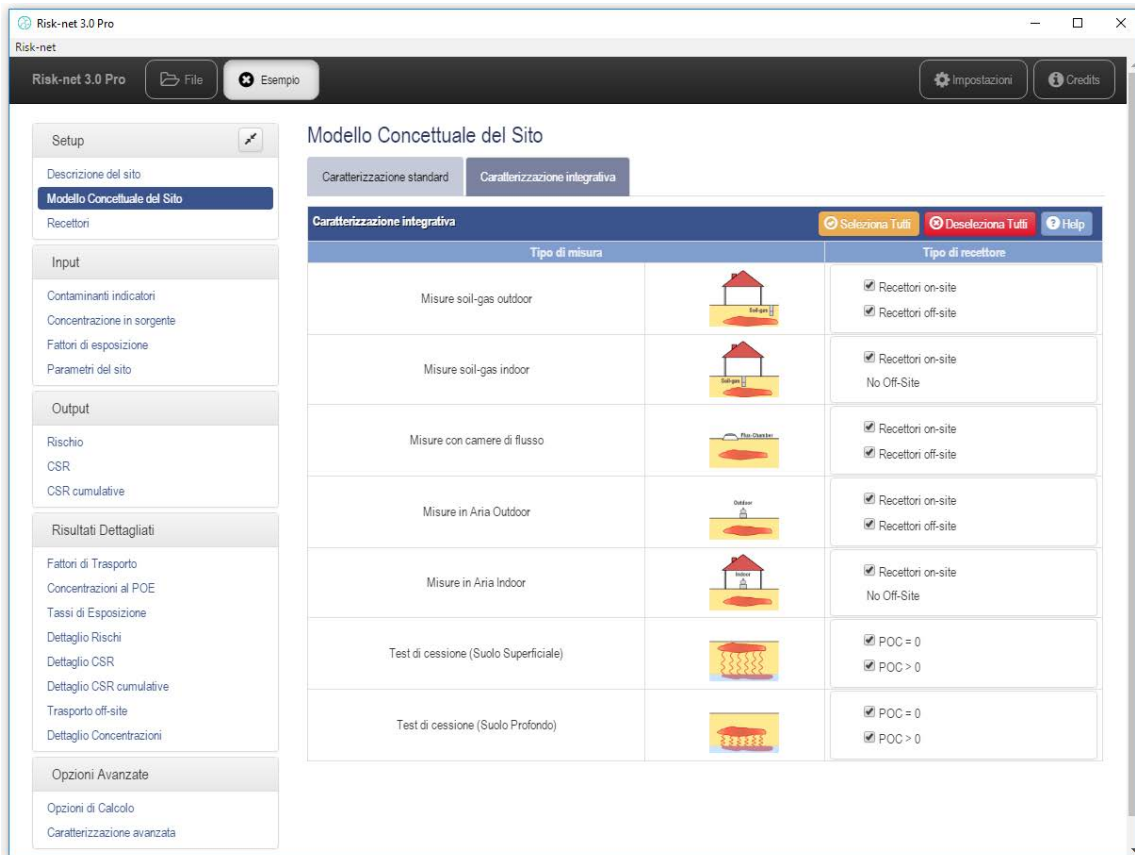 Risk-net 3.0 Pro
Risk-net
Risk-net 3.0 Pro File Esempio Impostazioni Credits
Setup
Descrizione del sito
Modello Concettuale del Sito
Recettori
Input
Contaminanti indicatori
Concentrazione in sorgente
Fattori di esposizione
Parametri del sito
Output
Rischio
CSR
CSR cumulative
Risultati Dettagliati
Fattori di Trasporto
Concentrazioni al POE
Tassi di Esposizione
Dettaglio Rischi
Dettaglio CSR
Dettaglio CSR cumulative
Trasporto off-site
Dettaglio Concentrazioni
Opzioni Avanzate
Opzioni di Calcolo
Caratterizzazione avanzata
Modello Concettuale del Sito
Caratterizzazione standard Caratterizzazione integrativa
Caratterizzazione integrativa Seleziona Tutti Deseleziona Tutti Help
Tipo di misura Tipo di recettore
Misure soil-gas outdoor
Soil-gas
Recettori on-site
Recettori off-site
Misure soil-gas indoor
Soil-gas
Recettori on-site
No Off-Site
Misure con camere di flusso
Flux-Chamber
Recettori on-site
Recettori off-site
Misure in Aria Outdoor
Outdoor
Recettori on-site
Recettori off-site
Misure in Aria Indoor
Indoor
Recettori on-site
No Off-Site
Test di cessione (Suolo Superficiale)
POC = 0
POC > 0
Test di cessione (Suolo Profondo)
POC = 0
POC > 0